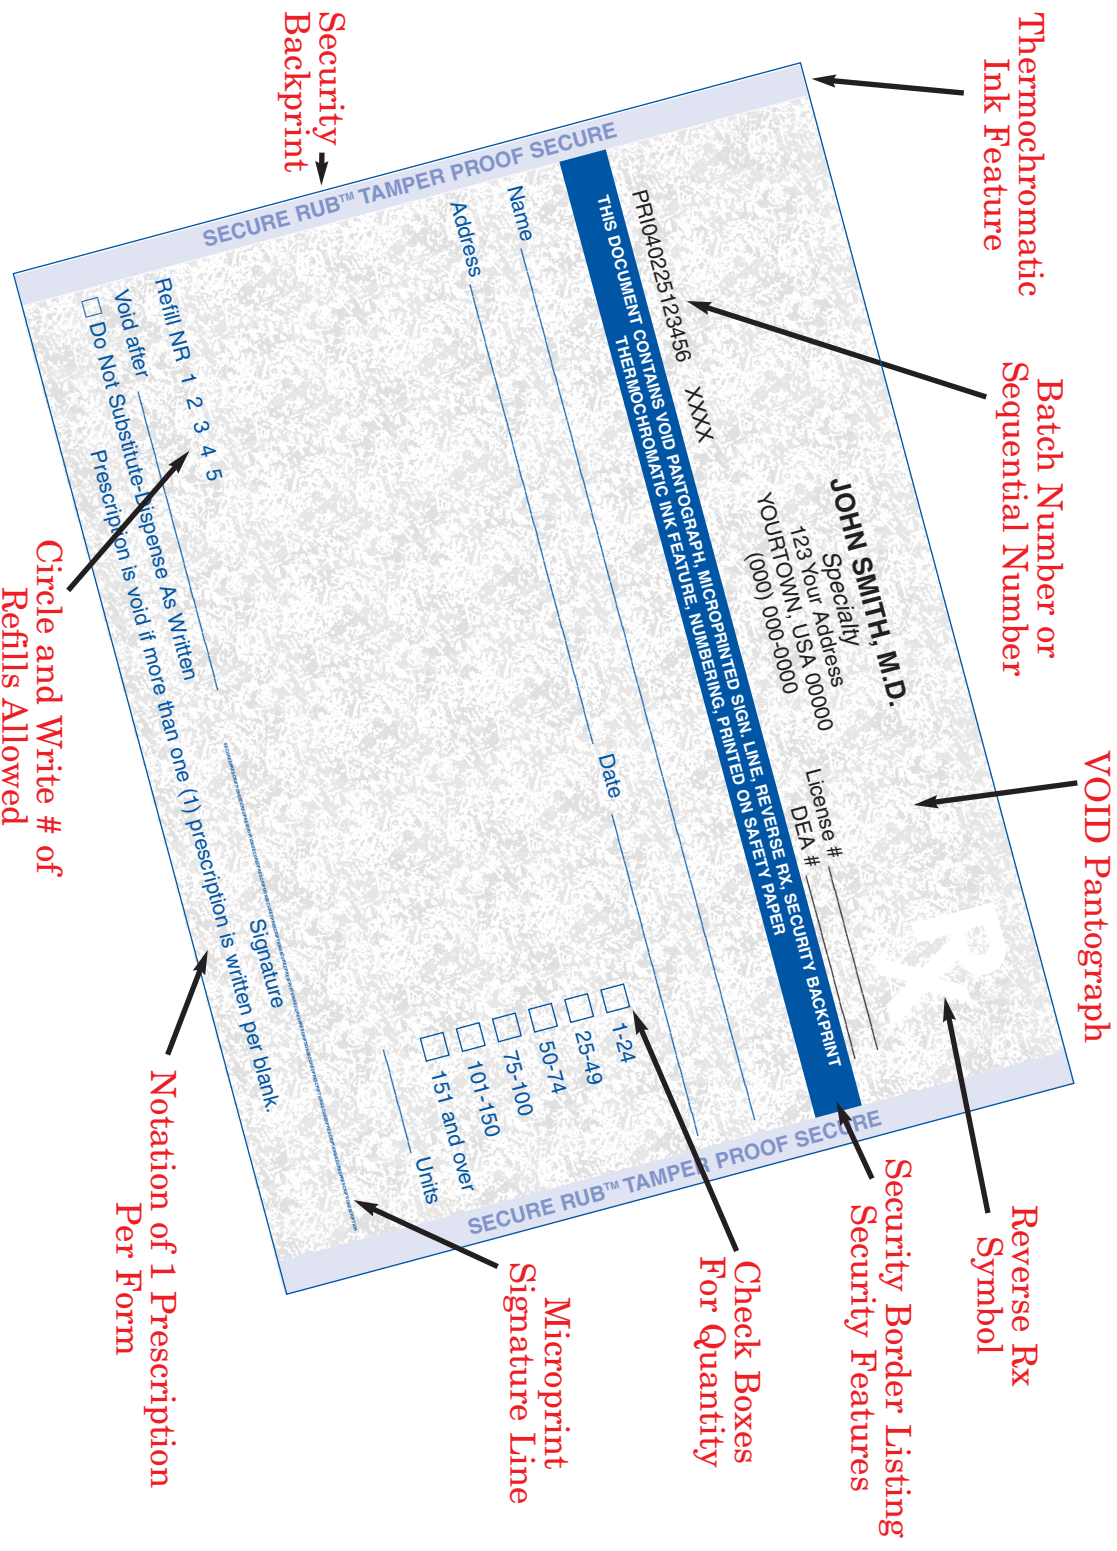 Thermochromatic
Ink Feature
Batch Number or
Sequential Number
VOID Pantograph
Reverse Rx
Symbol
Security Border Listing
Security Features
Check Boxes
For Quantity
Microprint
Signature Line
Notation of 1 Prescription
Per Form
Circle and Write # of
Refills Allowed
Security
Backprint
SECURE RUB™ TAMPER PROOF SECURE
JOHN SMITH, M.D.
Specialty
123 Your Address
YOURTOWN, USA 00000
(000) 000-0000
License #
DEA #
Rx
PRI040225123456 XXXX
THIS DOCUMENT CONTAINS VOID PANTOGRAPH, MICROPRINTED SIGN. LINE, REVERSE RX, SECURITY BACKPRINT
THERMOCHROMATIC INK FEATURE, NUMBERING, PRINTED ON SAFETY PAPER
Name
Address Date
1-24
25-49
50-74
75-100
101-150
151 and over
Units
Refill NR 1 2 3 4 5
Void after
Signature
Do Not Substitute-Dispense As Written
Prescription is void if more than one (1) prescription is written per blank.
SECURE RUB™ TAMPER PROOF SECURE